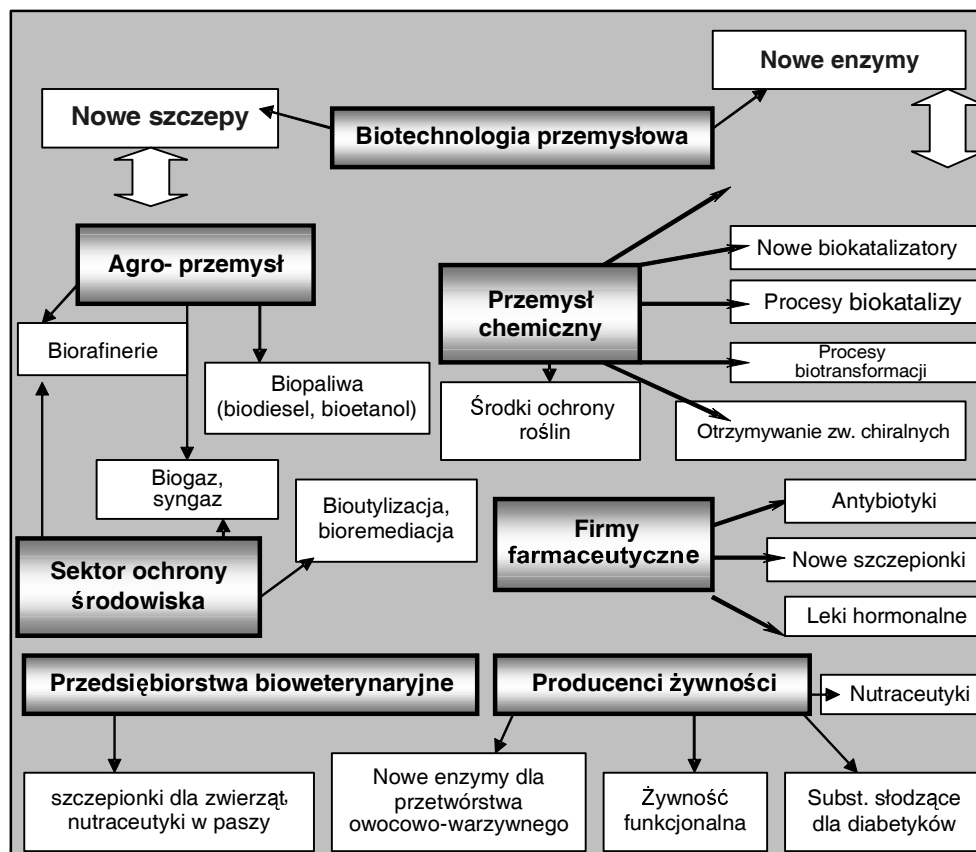 Nowe enzymy
Nowe szczepy
Biotechnologia przemysłowa
Agro- przemysł
Nowe biokatalizatory
Przemysł
chemiczny
Procesy biokatalizy
Biorafinerie
Procesy
biotransformacji
Biopaliwa
(biodiesel, bioetanol)
Środki ochrony
roślin
Otrzymywanie zw. chiralnych
Biogaz,
syngaz
Bioutylizacja,
bioremediacja
Antybiotyki
Firmy
farmaceutyczne
Nowe szczepionki
Sektor ochrony
środowiska
Leki hormonalne
Przedsiębiorstwa bioweterynaryjne
Producenci żywności
Nutraceutyki
szczepionki dla zwierząt,
nutraceutyki w paszy
Nowe enzymy dla
przetwórstwa
owocowo-warzywnego
Żywność
funkcjonalna
Subst. słodzące
dla diabetyków